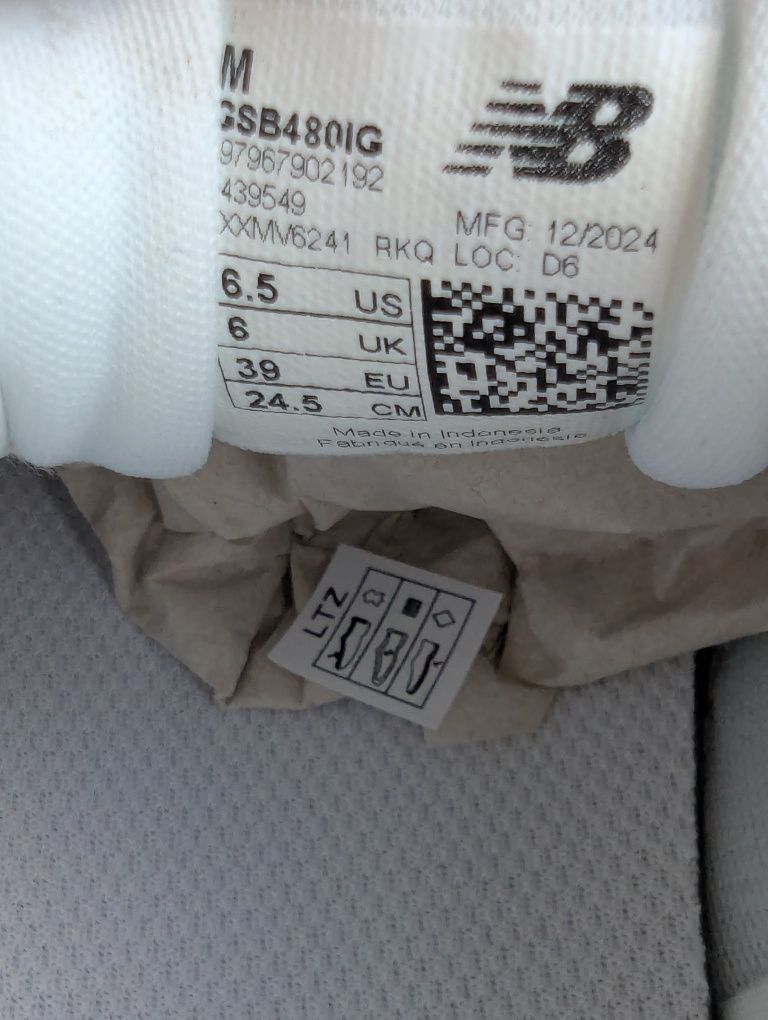 M
GSB480IG
97967902192
439549
XXMV6241 RKQ
NB
MFG: 12/2024
LOC: D6
6.5 US
6 UK
39 EU
24.5 CM
Made in Indonesia
Fabriqué en Indonésie
LTZ